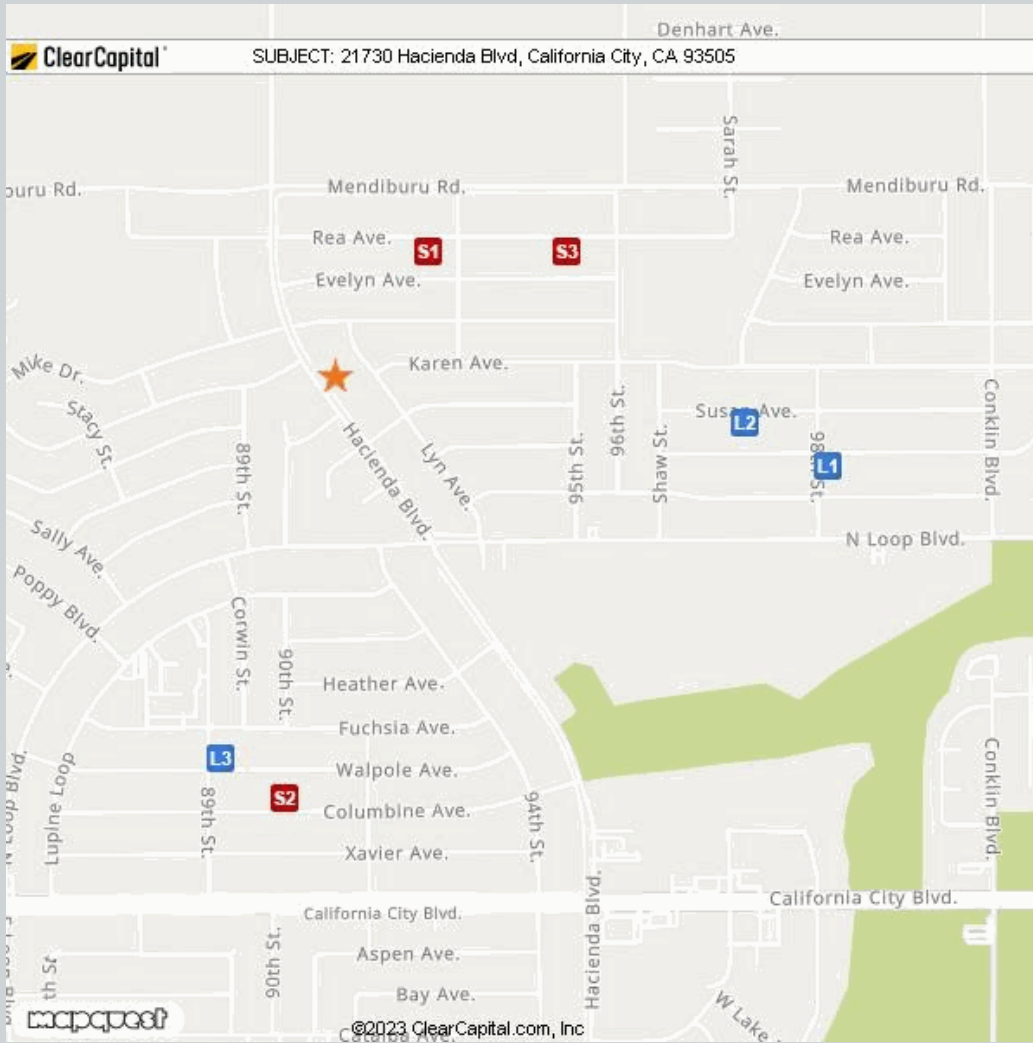 Denhart Ave.
ClearCapital
SUBJECT: 21730 Hacienda Blvd, California City, CA 93505
Sarah St.
Mendiburu Rd.
Mendiburu Rd.
Rea Ave.
S1
S3
Rea Ave.
Evelyn Ave.
Evelyn Ave.
Mike Dr.
Karen Ave.
Stacy St.
L2
96th St.
Conklin Blvd.
89th St.
Hacienda Blvd.
Lyn Ave.
95th St.
Shaw St.
L1
Sally Ave.
N Loop Blvd.
Poppy Blvd.
Corwin St.
90th St.
Heather Ave.
Fuchsia Ave.
L3
Walpole Ave.
S2
Columbine Ave.
Lupine Loop
89th St.
94th St.
Conklin Blvd.
Xavier Ave.
Hacienda Blvd.
California City Blvd.
California City Blvd.
90th St.
Aspen Ave.
Bay Ave.
W Lake
mapquest
©2023 ClearCapital.com, Inc